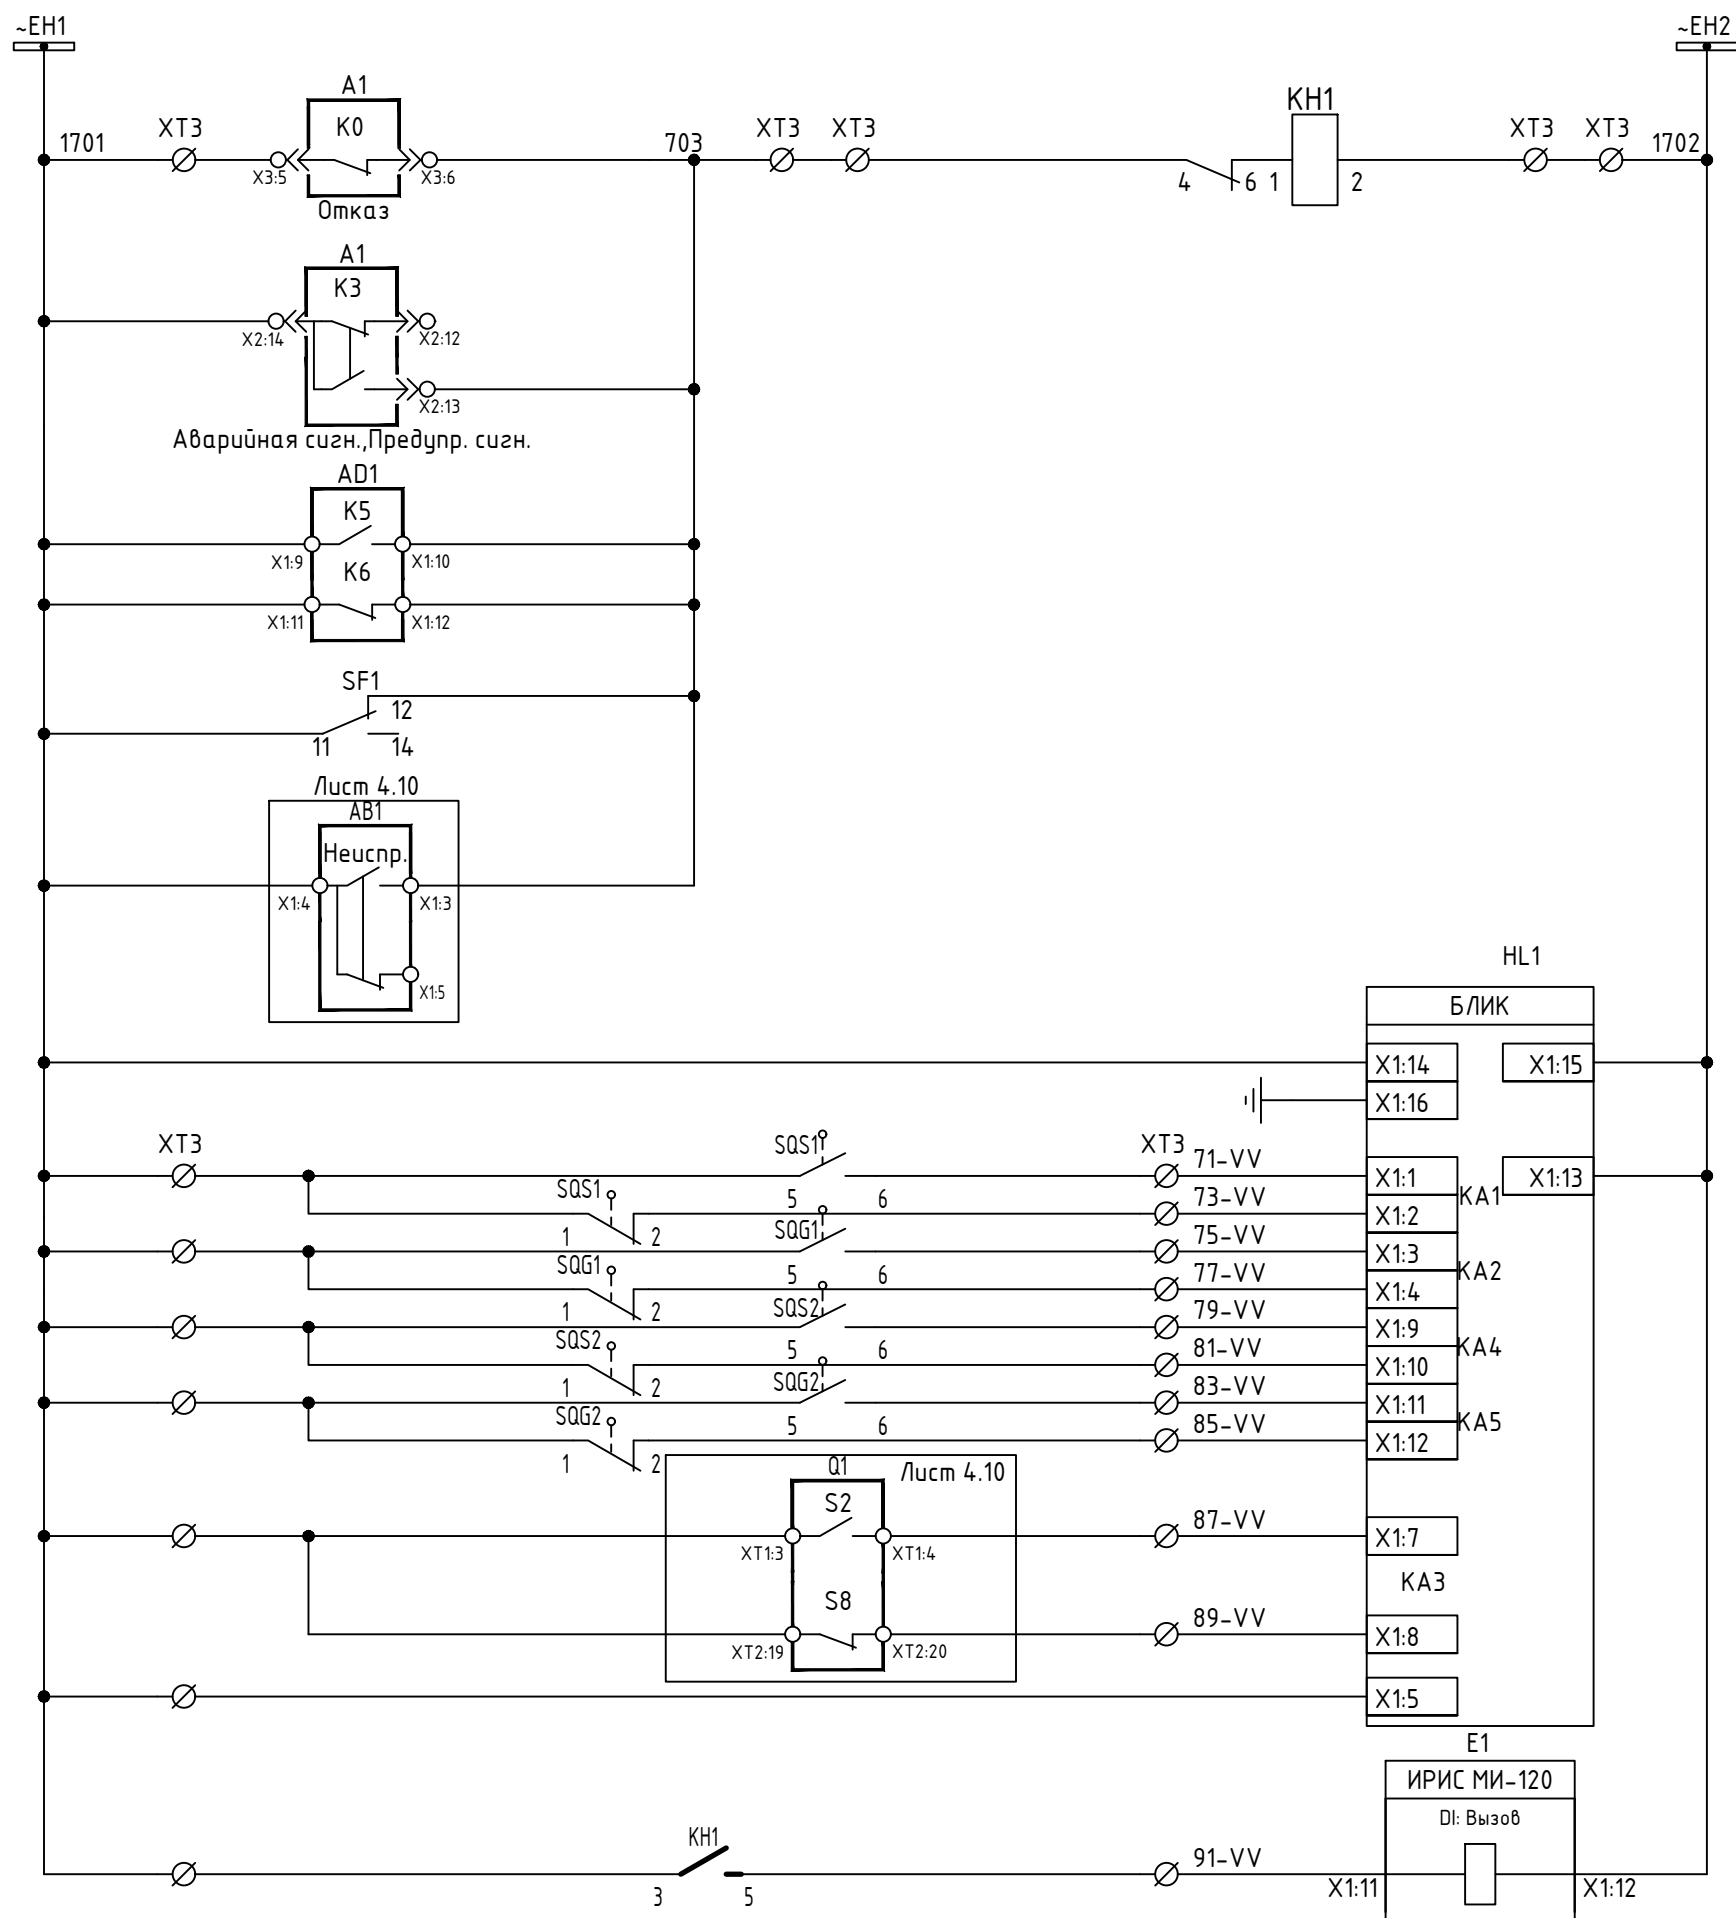 ~EH1
~EH2
A1
KH1
1701
XT3
K0
703
XT3
XT3
XT3
XT3
1702
X3:5
X3:6
4
6
1
2
Отказ
A1
K3
X2:14
X2:12
X2:13
Аварийная сигн.,Предупр. сигн.
AD1
K5
X1:9
X1:10
K6
X1:11
X1:12
SF1
12
11
14
Лист 4.10
AB1
Неиспр.
X1:4
X1:3
X1:5
HL1
БЛИК
X1:14
X1:15
X1:16
XT3
SQS1
XT3
71-VV
X1:1
X1:13
SQS1
5
6
73-VV
KA1
X1:2
1
2
SQG1
75-VV
X1:3
SQG1
5
6
77-VV
KA2
X1:4
1
2
SQS2
79-VV
X1:9
SQS2
5
6
81-VV
KA4
X1:10
1
2
SQG2
83-VV
X1:11
SQG2
5
6
85-VV
KA5
X1:12
1
2
Q1
Лист 4.10
S2
87-VV
X1:7
XT1:3
XT1:4
KA3
S8
89-VV
X1:8
XT2:19
XT2:20
X1:5
E1
ИРИС МИ-120
DI: Вызов
KH1
91-VV
3
5
X1:11
X1:12